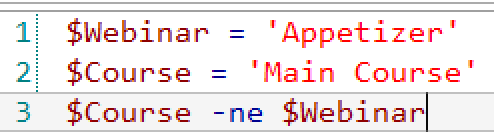 1 $Webinar = 'Appetizer'
2 $Course = 'Main Course'
3 $Course -ne $Webinar